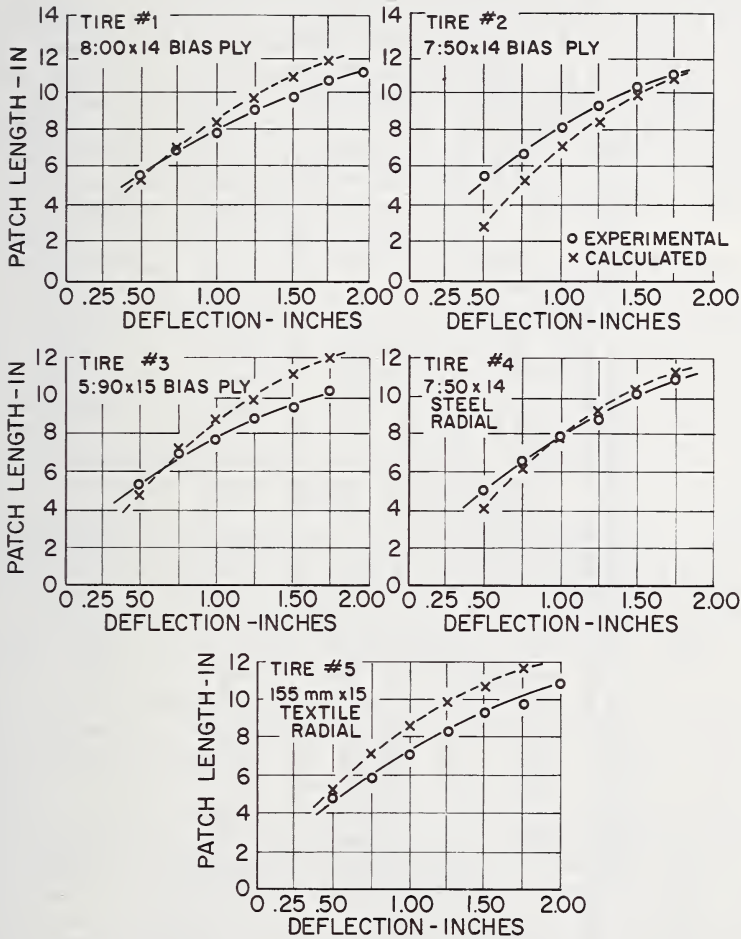 TIRE #1
8:00x14 BIAS PLY
PATCH LENGTH-IN
14
12
10
8
6
4
2
0
0 .25 .50 1.00 1.50 2.00
DEFLECTION- INCHES
TIRE #2
7:50x14 BIAS PLY
14
12
10
8
6
4
2
0
o EXPERIMENTAL
x CALCULATED
0 .25 .50 1.00 1.50 2.00
DEFLECTION- INCHES
TIRE #3
5:90x15 BIAS PLY
PATCH LENGTH-IN
12
10
8
6
4
2
0
0 .25 .50 1.00 1.50 2.00
DEFLECTION -INCHES
TIRE #4
7:50x14
STEEL
RADIAL
12
10
8
6
4
2
0
0 .25 .50 1.00 1.50 2.00
DEFLECTION -INCHES
TIRE #5
155 mm x15
TEXTILE
RADIAL
PATCH LENGTH-IN
12
10
8
6
4
2
0
0 .25 .50 1.00 1.50 2.00
DEFLECTION - INCHES